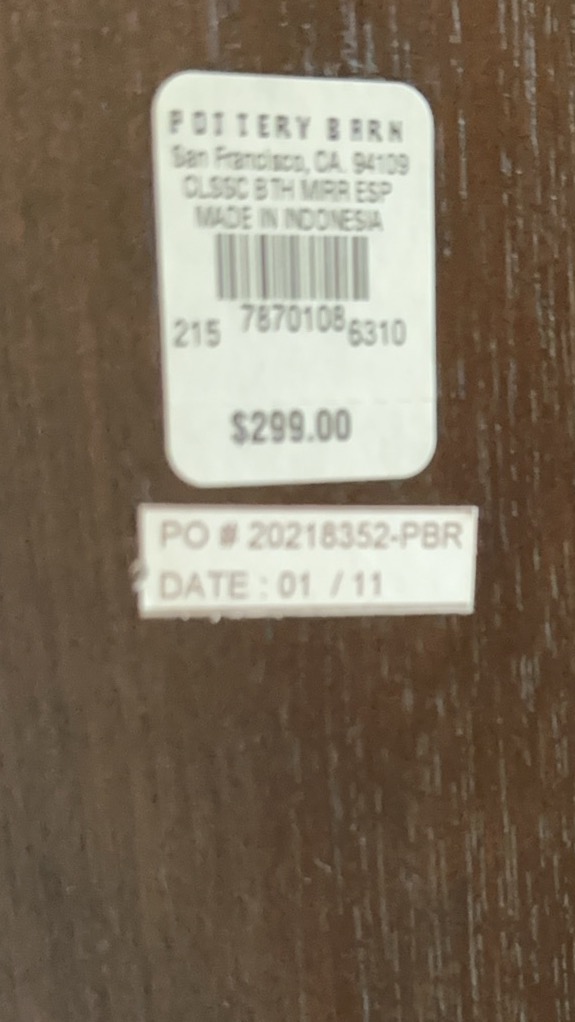 POTTERY BARN
San Francisco, CA. 94109
CLSSC BTH MIRR ESP
MADE IN INDONESIA
215 7870108 6310
$299.00
PO # 20218352-PBR
DATE : 01 / 11